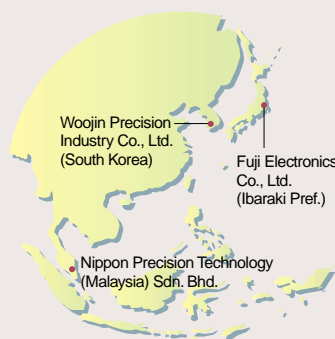 Woojin Precision
Industry Co., Ltd.
(South Korea)
Fuji Electronics
Co., Ltd.
(Ibaraki Pref.)
Nippon Precision Technology
(Malaysia) Sdn. Bhd.